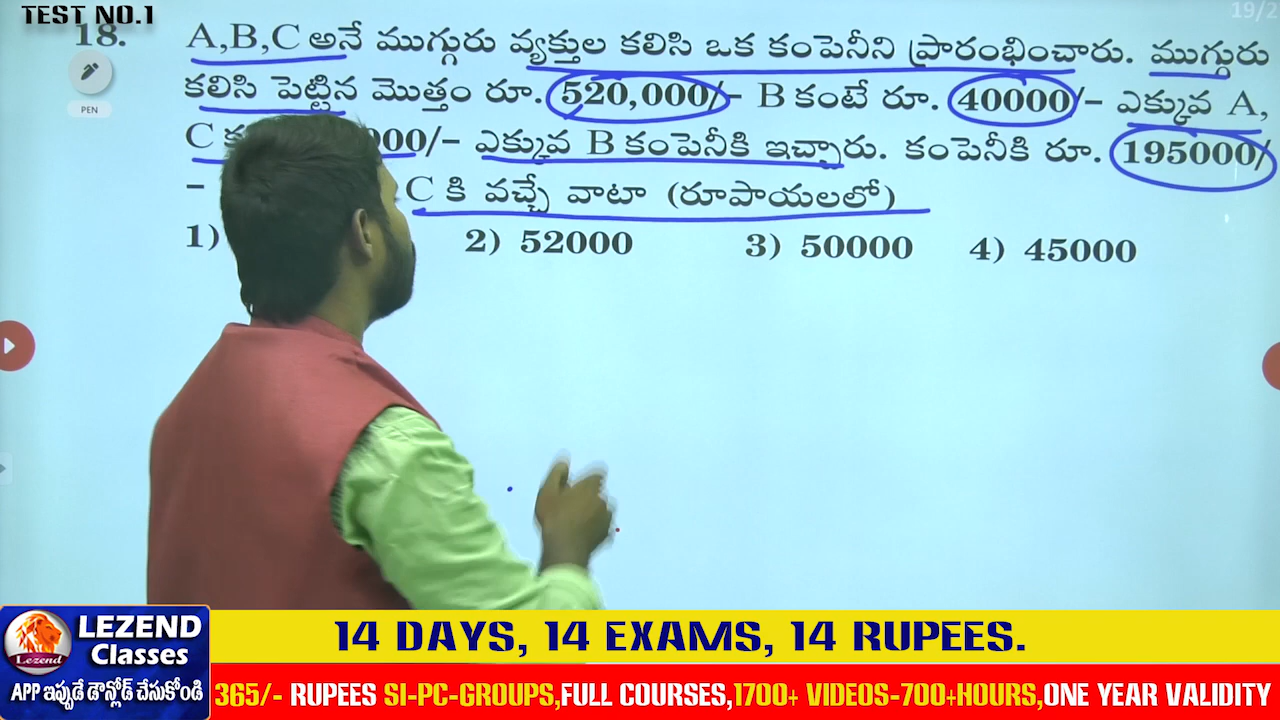 TEST NO.1
19/2
18. A,B,C అనే ముగ్గురు వ్యక్తుల కలిసి ఒక కంపెనీని ప్రారంభించారు. ముగ్గురు
PEN
కలిసి పెట్టిన మొత్తం రూ. 520,000/- B కంటే రూ. 40000/- ఎక్కువ A,
C 000/- ఎక్కువ B కంపెనీకి ఇచ్చారు. కంపెనీకి రూ. 195000/
- C కి వచ్చే వాటా (రూపాయలలో)
1) 2) 52000 3) 50000 4) 45000
LEZEND
Classes
Lezend
APP ఇప్పుడే డౌన్లోడ్ చేసుకోండి
14 DAYS, 14 EXAMS, 14 RUPEES.
365/- RUPEES SI-PC-GROUPS,FULL COURSES,1700+ VIDEOS-700+HOURS,ONE YEAR VALIDITY